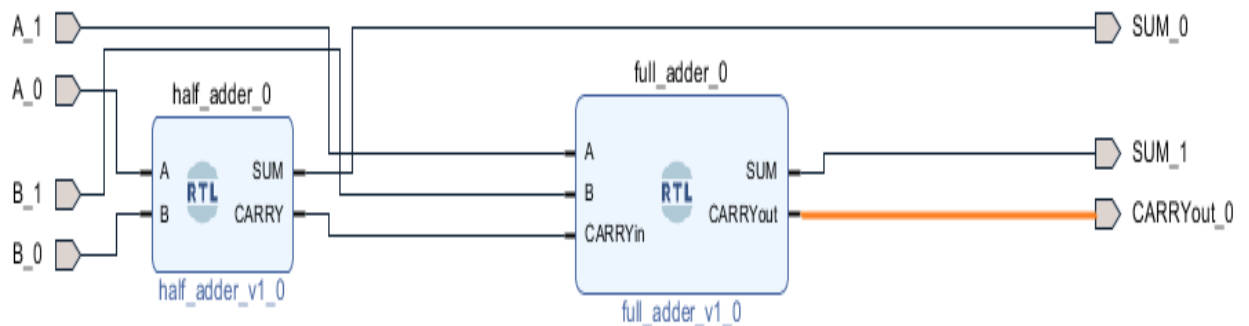 A_1
SUM_0
A_0
half_adder_0
full_adder_0
A
SUM
RTL
B
CARRY
A
SUM
RTL
B
CARRYout
CARRYin
SUM_1
CARRYout_0
B_1
B_0
half_adder_v1_0
full_adder_v1_0